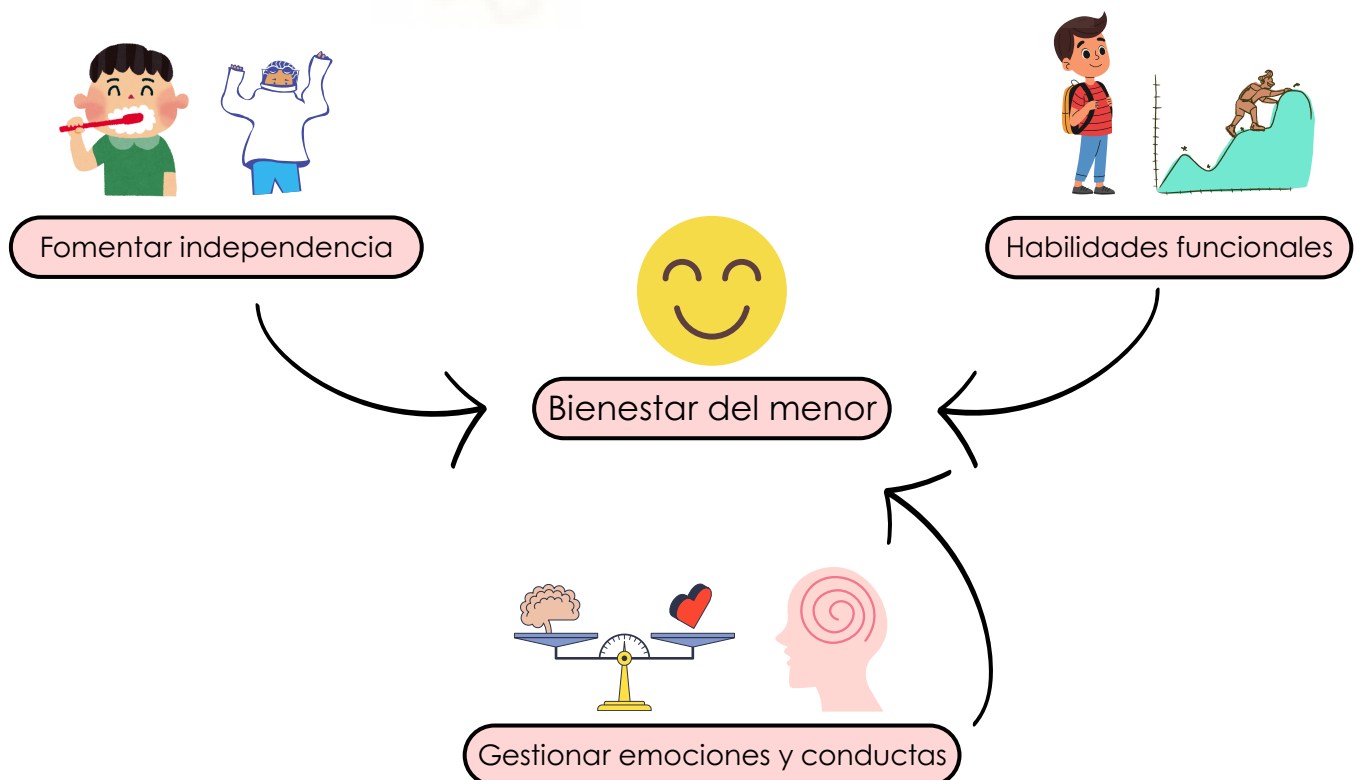 Fomentar independencia
Habilidades funcionales
Bienestar del menor
Gestionar emociones y conductas